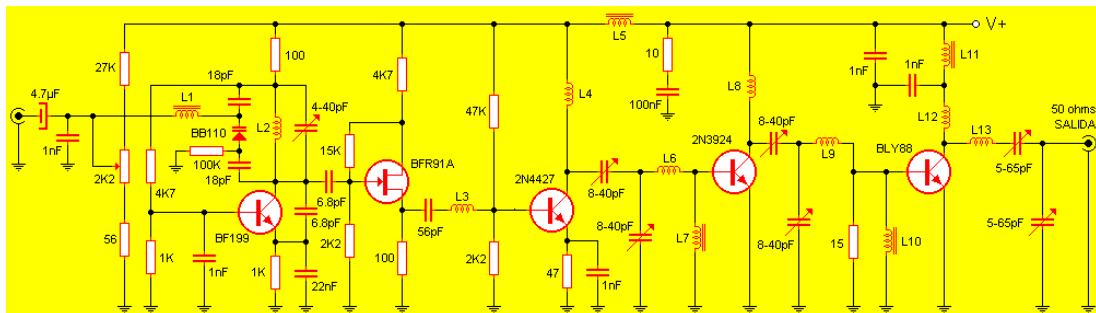 4.7µF
1nF
27K
2K2
56
4K7
1K
L1
18pF
BB110
100K
18pF
100
L2
4-40pF
BF199
1nF
1K
6.8pF
6.8pF
22nF
4K7
15K
BFR91A
2K2
100
56pF
L3
47K
2K2
2N4427
L4
47
1nF
L5
10
100nF
8-40pF
8-40pF
L6
L7
2N3924
L8
8-40pF
8-40pF
L9
15
L10
BLY88
1nF
1nF
L11
L12
V+
L13
5-65pF
5-65pF
50 ohms
SALIDA